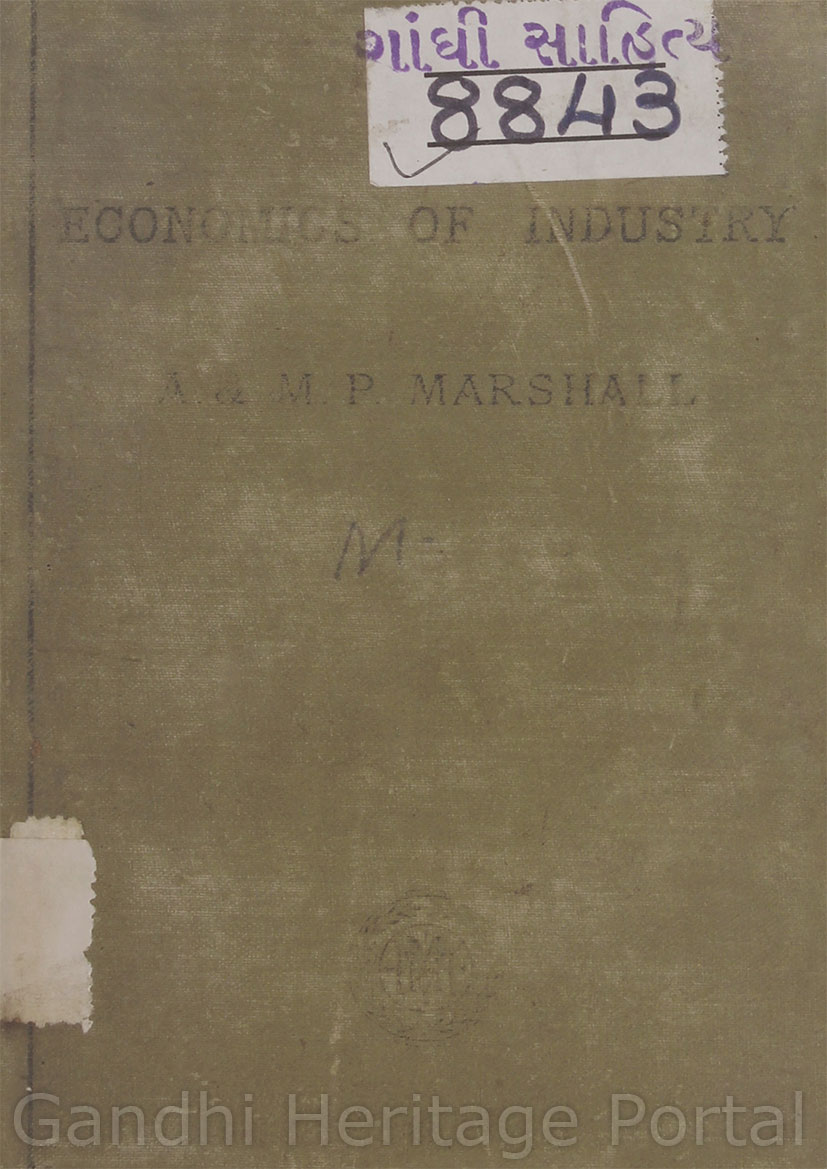 ગાંધી સાહિત્ય
8843
ECONOMICS OF INDUSTRY
A. & M. P. MARSHALL
M-
Gandhi Heritage Portal